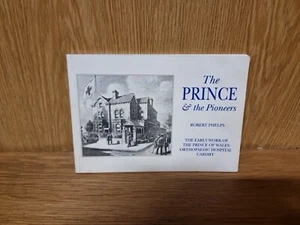 The
PRINCE
& the Pioneers
ROBERT PHELPS
THE EARLY WORK OF
THE PRINCE OF WALES
ORTHOPAEDIC HOSPITAL
CARDIFF